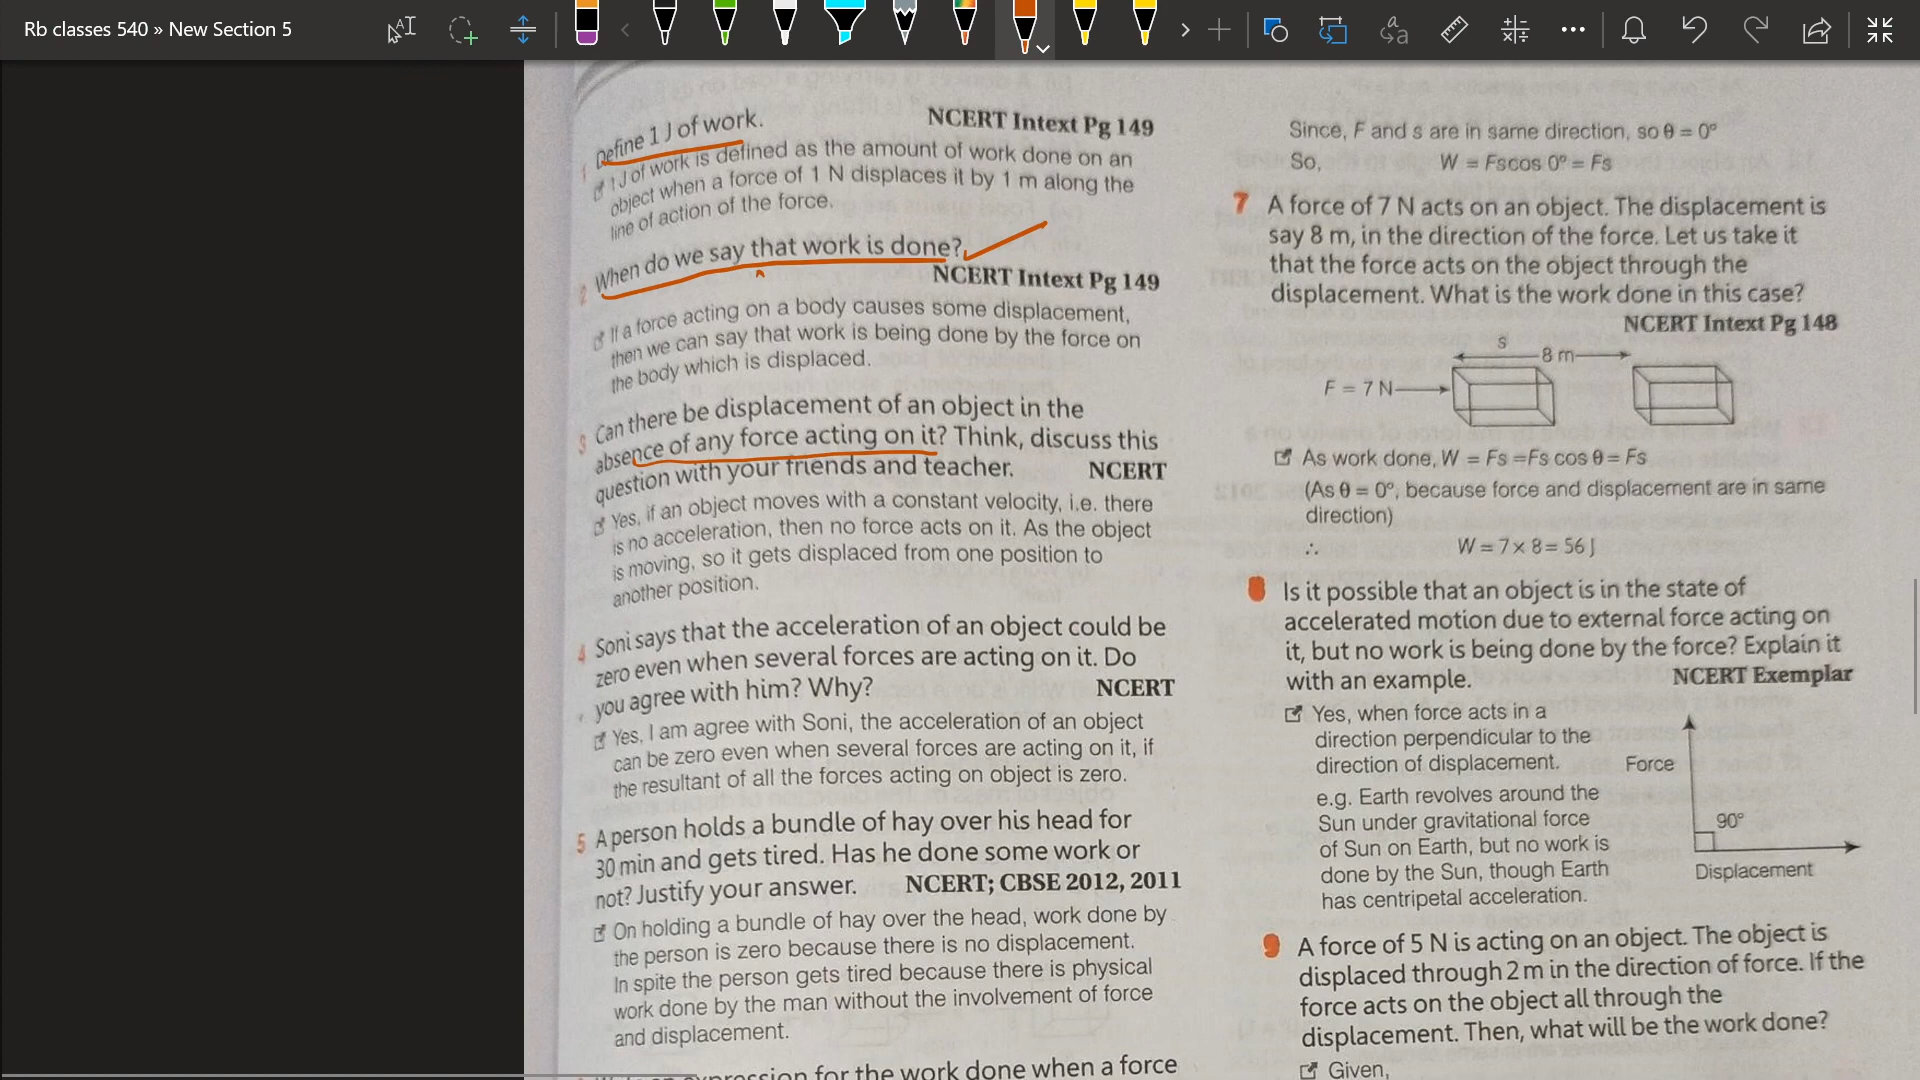 Rb classes 540 » New Section 5
Define 1 J of work.
NCERT Intext Pg 149
1 J of work is defined as the amount of work done on an
object when a force of 1 N displaces it by 1 m along the
line of action of the force.
2 When do we say that work is done?
NCERT Intext Pg 149
If a force acting on a body causes some displacement,
then we can say that work is being done by the force on
the body which is displaced.
3 Can there be displacement of an object in the
absence of any force acting on it? Think, discuss this
question with your friends and teacher. NCERT
Yes, if an object moves with a constant velocity, i.e. there
is no acceleration, then no force acts on it. As the object
is moving, so it gets displaced from one position to
another position.
4 Soni says that the acceleration of an object could be
zero even when several forces are acting on it. Do
you agree with him? Why? NCERT
Yes, I am agree with Soni, the acceleration of an object
can be zero even when several forces are acting on it, if
the resultant of all the forces acting on object is zero.
5 A person holds a bundle of hay over his head for
30 min and gets tired. Has he done some work or
not? Justify your answer. NCERT; CBSE 2012, 2011
On holding a bundle of hay over the head, work done by
the person is zero because there is no displacement.
In spite the person gets tired because there is physical
work done by the man without the involvement of force
and displacement.
expression for the work done when a force
Since, F and s are in same direction, so θ = 0°
So, W = Fscos 0° = Fs
7 A force of 7 N acts on an object. The displacement is
say 8 m, in the direction of the force. Let us take it
that the force acts on the object through the
displacement. What is the work done in this case?
NCERT Intext Pg 148
s
8 m
F = 7 N
As work done, W = Fs =Fs cos θ = Fs
(As θ = 0°, because force and displacement are in same
direction)
∴ W = 7 × 8 = 56 J
8 Is it possible that an object is in the state of
accelerated motion due to external force acting on
it, but no work is being done by the force? Explain it
with an example. NCERT Exemplar
Yes, when force acts in a
direction perpendicular to the
direction of displacement.
e.g. Earth revolves around the
Sun under gravitational force
of Sun on Earth, but no work is
done by the Sun, though Earth
has centripetal acceleration.
Force
90°
Displacement
9 A force of 5 N is acting on an object. The object is
displaced through 2 m in the direction of force. If the
force acts on the object all through the
displacement. Then, what will be the work done?
Given,